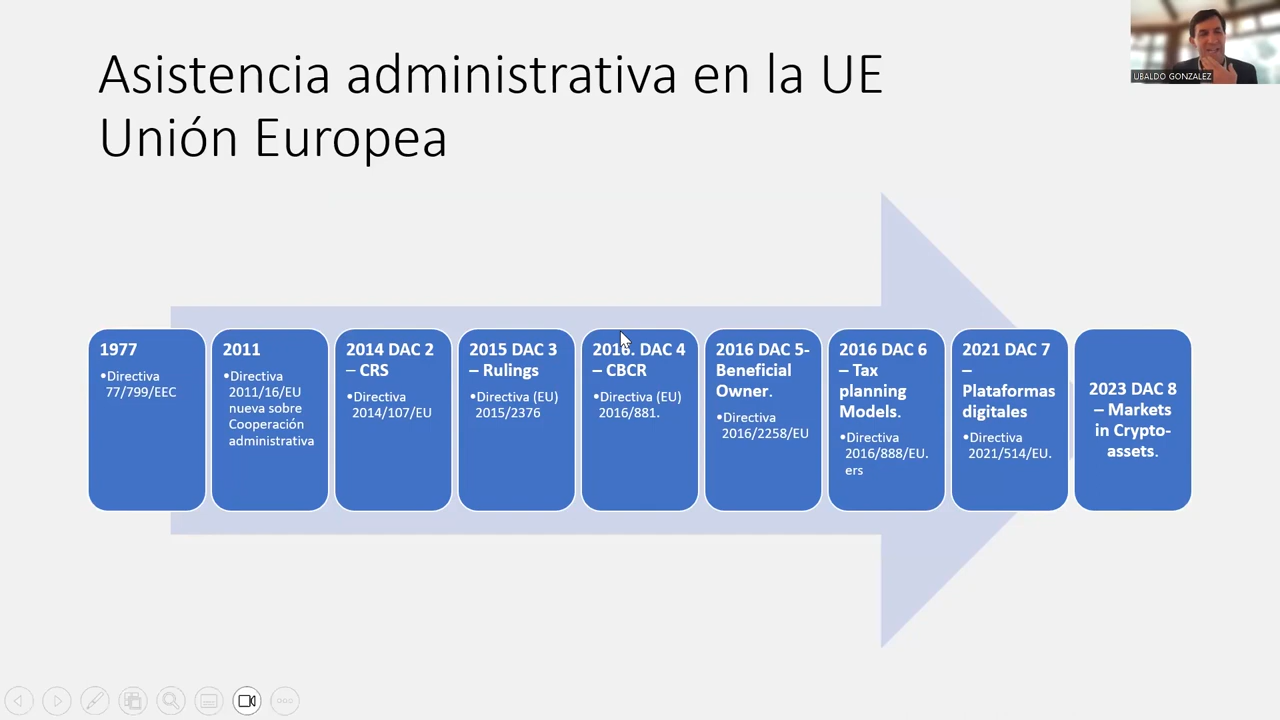 Asistencia administrativa en la UE
Unión Europea
UBALDO GONZALEZ
1977
•Directiva
77/799/EEC
2011
•Directiva
2011/16/EU
nueva sobre
Cooperación
administrativa
2014 DAC 2
– CRS
•Directiva
2014/107/EU
2015 DAC 3
– Rulings
•Directiva (EU)
2015/2376
2016. DAC 4
– CBCR
•Directiva (EU)
2016/881.
2016 DAC 5-
Beneficial
Owner.
•Directiva
2016/2258/EU
2016 DAC 6
– Tax
planning
Models.
•Directiva
2016/888/EU.
ers
2021 DAC 7
–
Plataformas
digitales
•Directiva
2021/514/EU.
2023 DAC 8
– Markets
in Crypto-
assets.